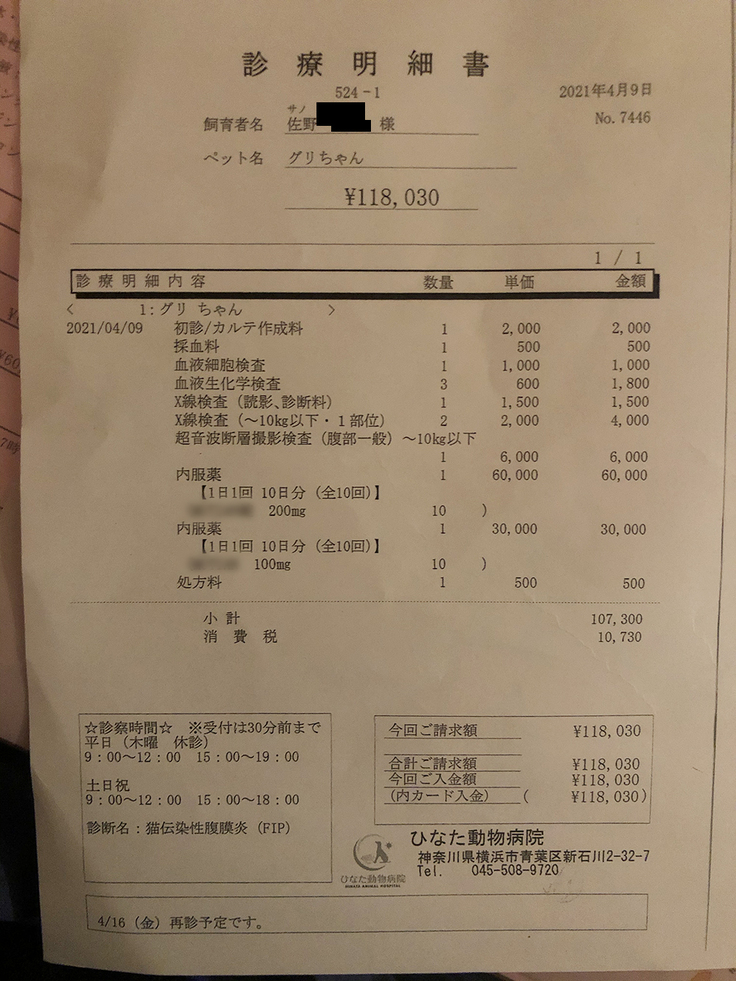 診療明細書
524-1
2021年4月9日
サノ
飼育者名 佐野 様
No.7446
ペット名 グリちゃん
¥118,030
1 / 1
診療明細内容 数量 単価 金額
< 1:グリ ちゃん >
2021/04/09 初診/カルテ作成料 1 2,000 2,000
採血料 1 500 500
血液細胞検査 1 1,000 1,000
血液生化学検査 3 600 1,800
X線検査（読影、診断料） 1 1,500 1,500
X線検査（～10kg以下・1部位） 2 2,000 4,000
超音波断層撮影検査（腹部一般）～10kg以下
1 6,000 6,000
内服薬 1 60,000 60,000
【1日1回 10日分（全10回)】
200mg 10 )
内服薬 1 30,000 30,000
【1日1回 10日分（全10回)】
100mg 10 )
処方料 1 500 500
小計 107,300
消費税 10,730
☆診察時間☆ ※受付は30分前まで
平日（木曜 休診）
9：00～12：00 15：00～19：00
土日祝
9：00～12：00 15：00～18：00
診断名：猫伝染性腹膜炎（FIP）
今回ご請求額 ¥118,030
合計ご請求額 ¥118,030
今回ご入金額 ¥118,030
(内カード入金) ( ¥118,030)
ひなた動物病院
HINATA ANIMAL HOSPITAL
ひなた動物病院
神奈川県横浜市青葉区新石川2-32-7
Tel. 045-508-9720
4/16（金）再診予定です。